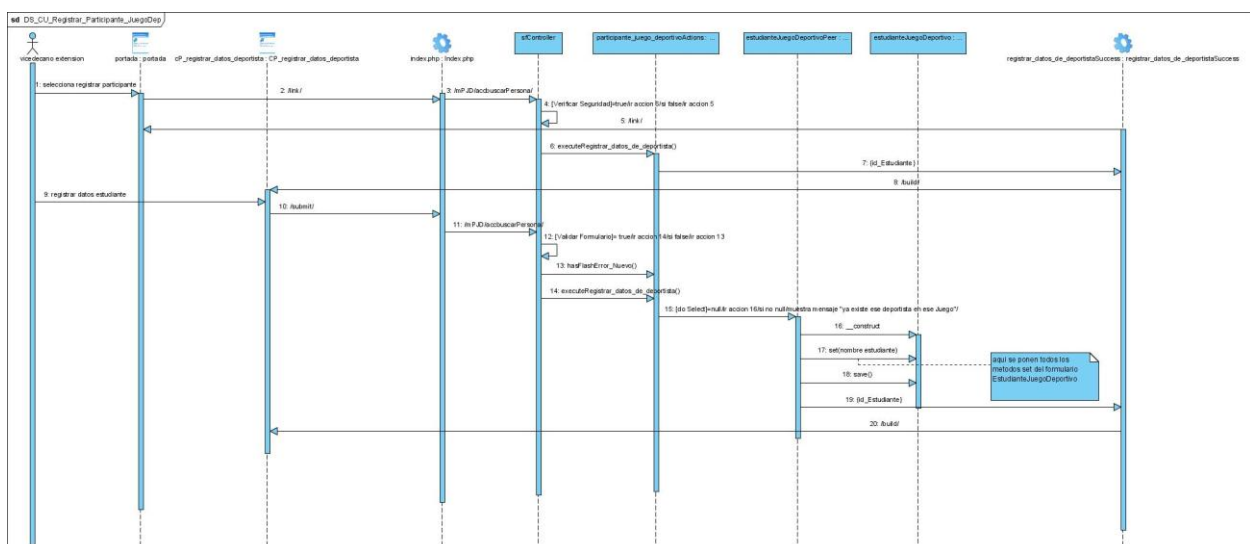 sd DS_CU_Registrar_Participante_JuegoDep
vicedecano extension
portada : portada
cP_registrar_datos_deportista : CP_registrar_datos_deportista
index.php : Index.php
sfController
participante_juego_deportivoActions : ...
estudianteJuegoDeportivoPeer : ...
estudianteJuegoDeportivo : ...
registrar_datos_de_deportistaSuccess : registrar_datos_de_deportistaSuccess
1: selecciona registrar participante
2: /link/
3: /mPJD/accbuscarPersona/
4: [Verificar Seguridad]=true/ir accion 6/si false/ir accion 5
5: /link/
6: executeRegistrar_datos_de_deportista()
7: {id_Estudiante}
8: /build/
9: registrar datos estudiante
10: /submit/
11: /mPJD/accbuscarPersona/
12: [Validar Formulario]= true/ir accion 14/si false/ir accion 13
13: hasFlashError_Nuevo()
14: executeRegistrar_datos_de_deportista()
15: [do Select]=null/ir accion 16/si no null/muestra mensaje "ya existe ese deportista en ese Juego"/
16: __construct
17: set(nombre estudiante)
aqui se ponen todos los
metodos set del formulario
EstudianteJuegoDeportivo
18: save()
19: {id_Estudiante}
20: /build/